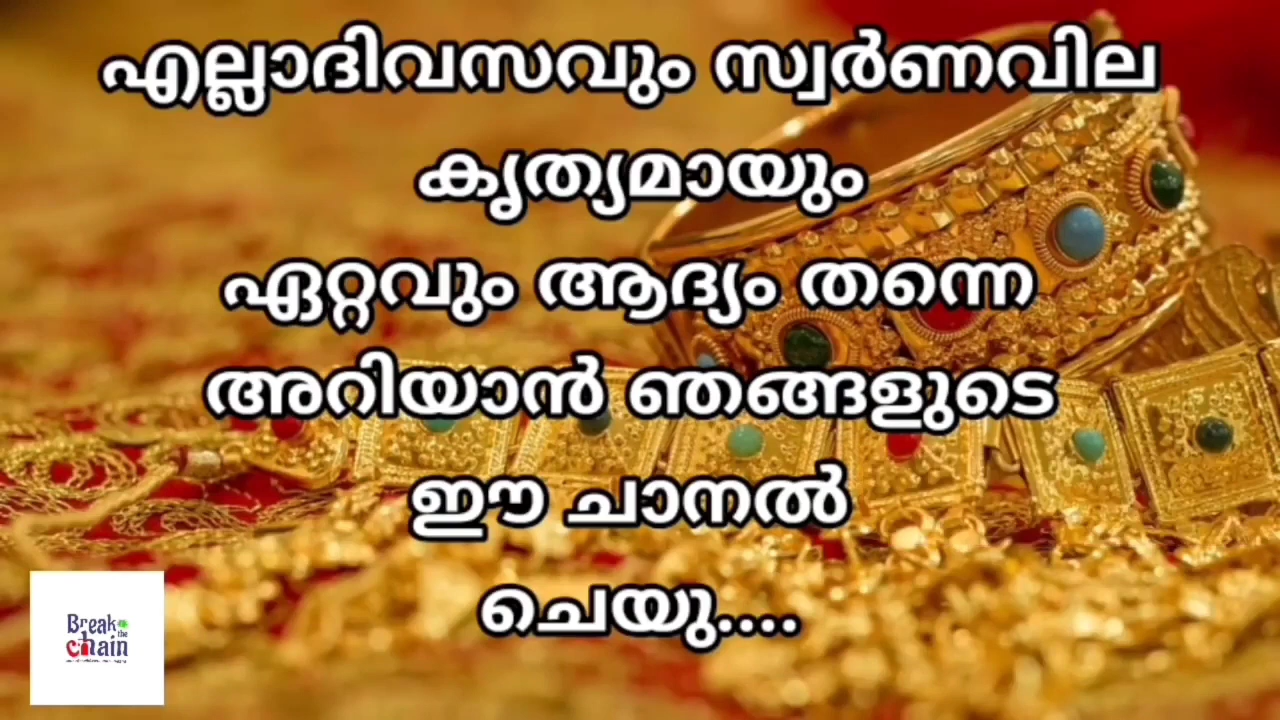 എല്ലാദിവസവും സ്വർണവില
കൃത്യമായും
ഏറ്റവും ആദ്യം തന്നെ
അറിയാൻ ഞങ്ങളുടെ
ഈ ചാനൽ
ചെയു....
Break
the
chain